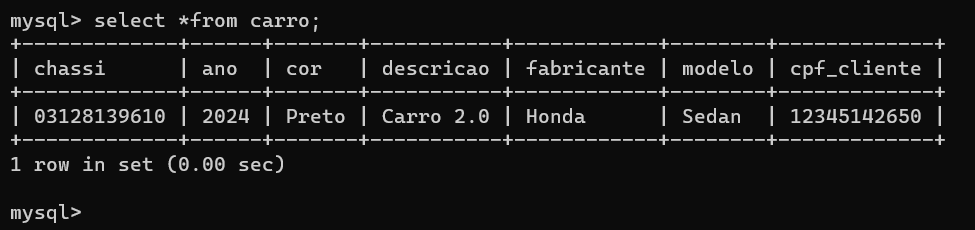 mysql> select *from carro;
+-------------+------+-------+------------+------------+--------+-------------+
| chassi      | ano  | cor   | descricao | fabricante | modelo | cpf_cliente |
+-------------+------+-------+-----------+------------+--------+-------------+
| 03128139610 | 2024 | Preto | Carro 2.0 | Honda      | Sedan  | 12345142650 |
+-------------+------+-------+-----------+------------+--------+-------------+
1 row in set (0.00 sec)
mysql>